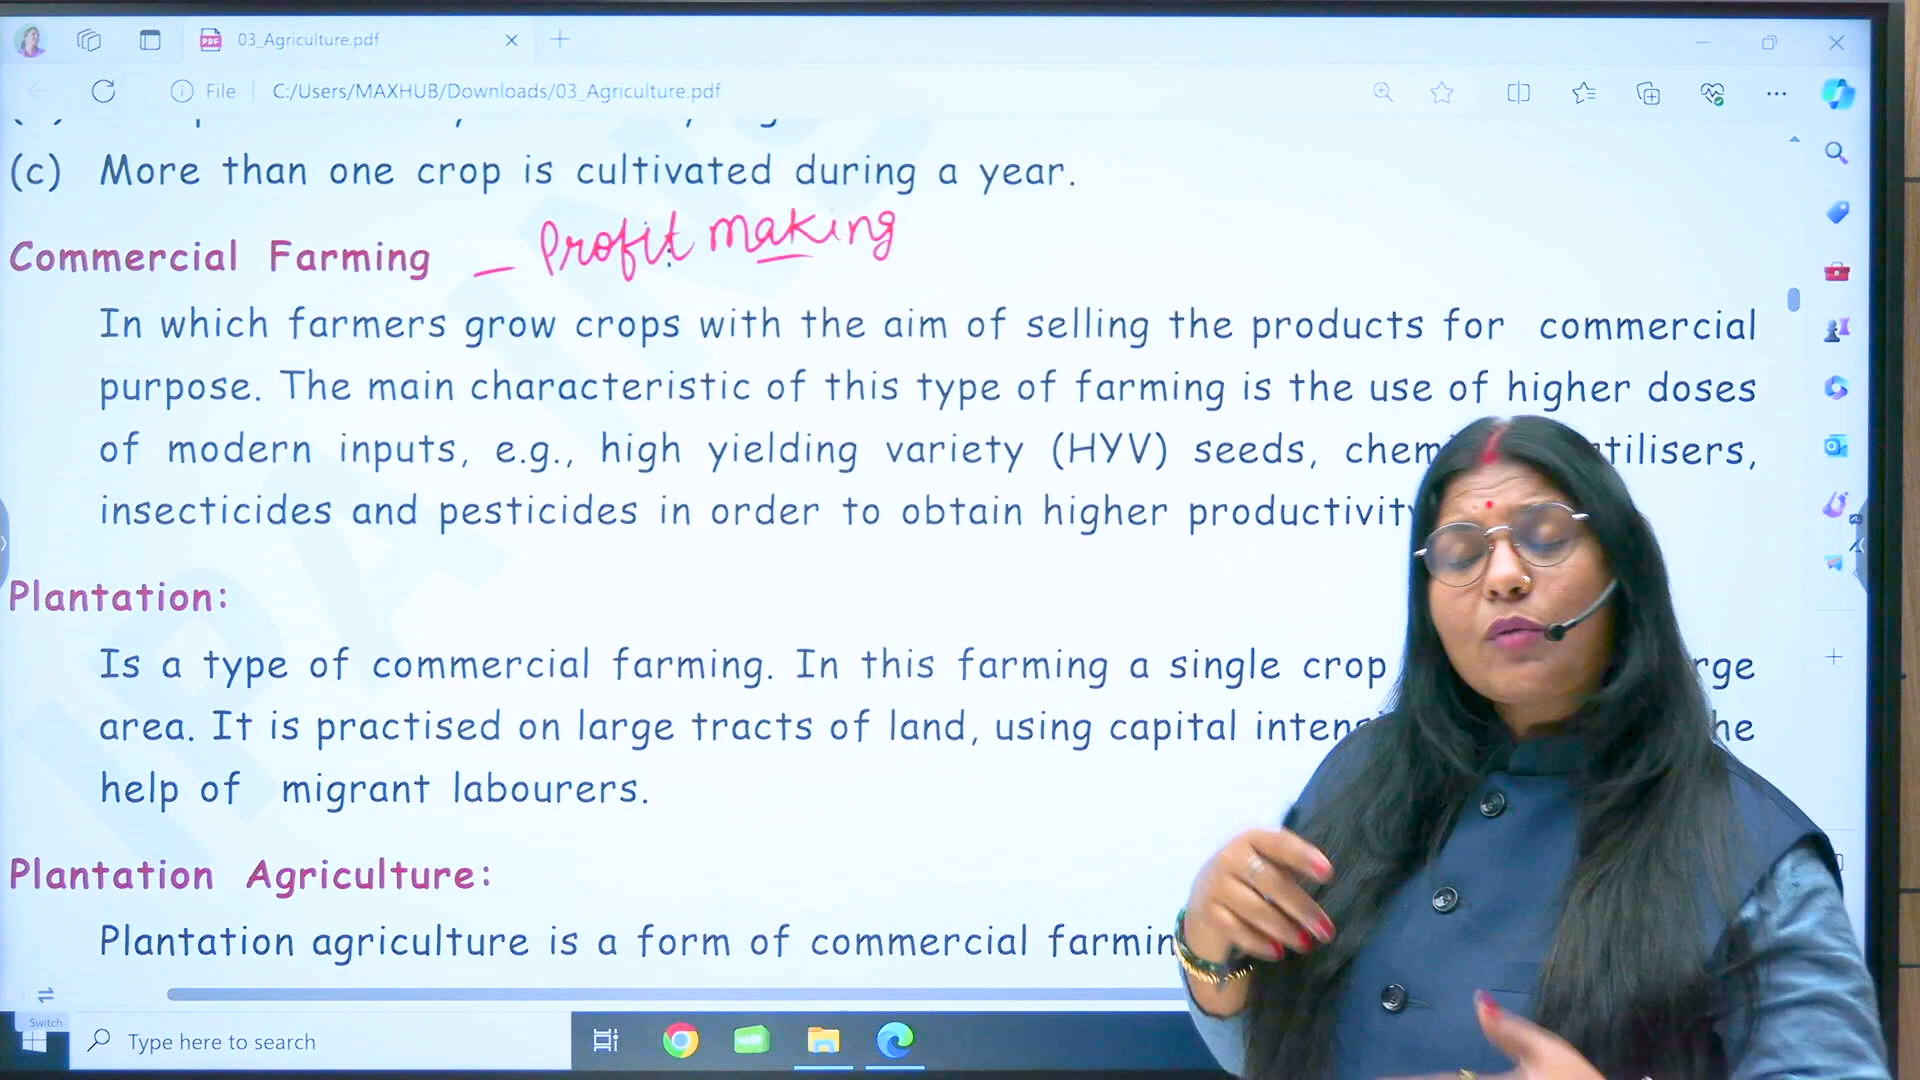 03_Agriculture.pdf
File C:/Users/MAXHUB/Downloads/03_Agriculture.pdf
(c) More than one crop is cultivated during a year.
Commercial Farming – Profit making
In which farmers grow crops with the aim of selling the products for commercial
purpose. The main characteristic of this type of farming is the use of higher doses
of modern inputs, e.g., high yielding variety (HYV) seeds,
insecticides and pesticides in order to obtain higher
Plantation:
Is a type of commercial farming. In this farming a single crop
area. It is practised on large tracts of land, using capital
help of migrant labourers.
Plantation Agriculture:
Plantation agriculture is a form of commercial
Switch
Type here to search